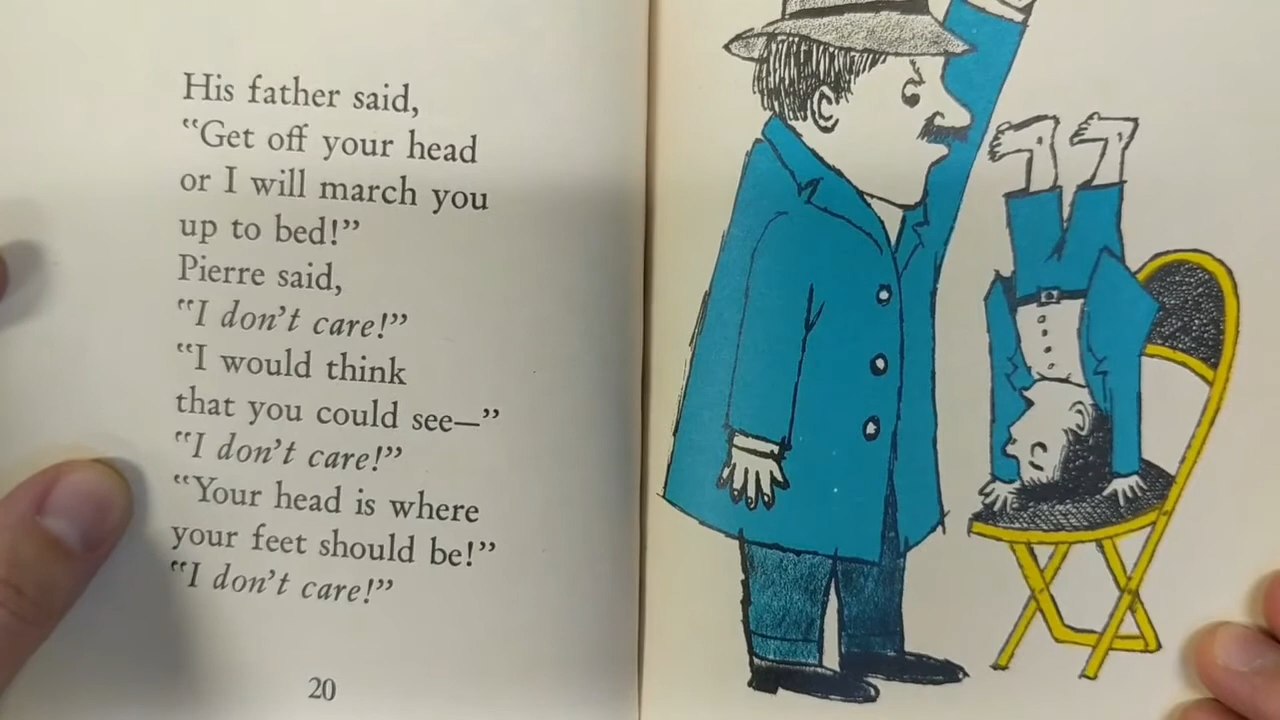 His father said,
“Get off your head
or I will march you
up to bed!”
Pierre said,
“I don’t care!”
“I would think
that you could see—”
“I don’t care!”
“Your head is where
your feet should be!”
“I don’t care!”
20